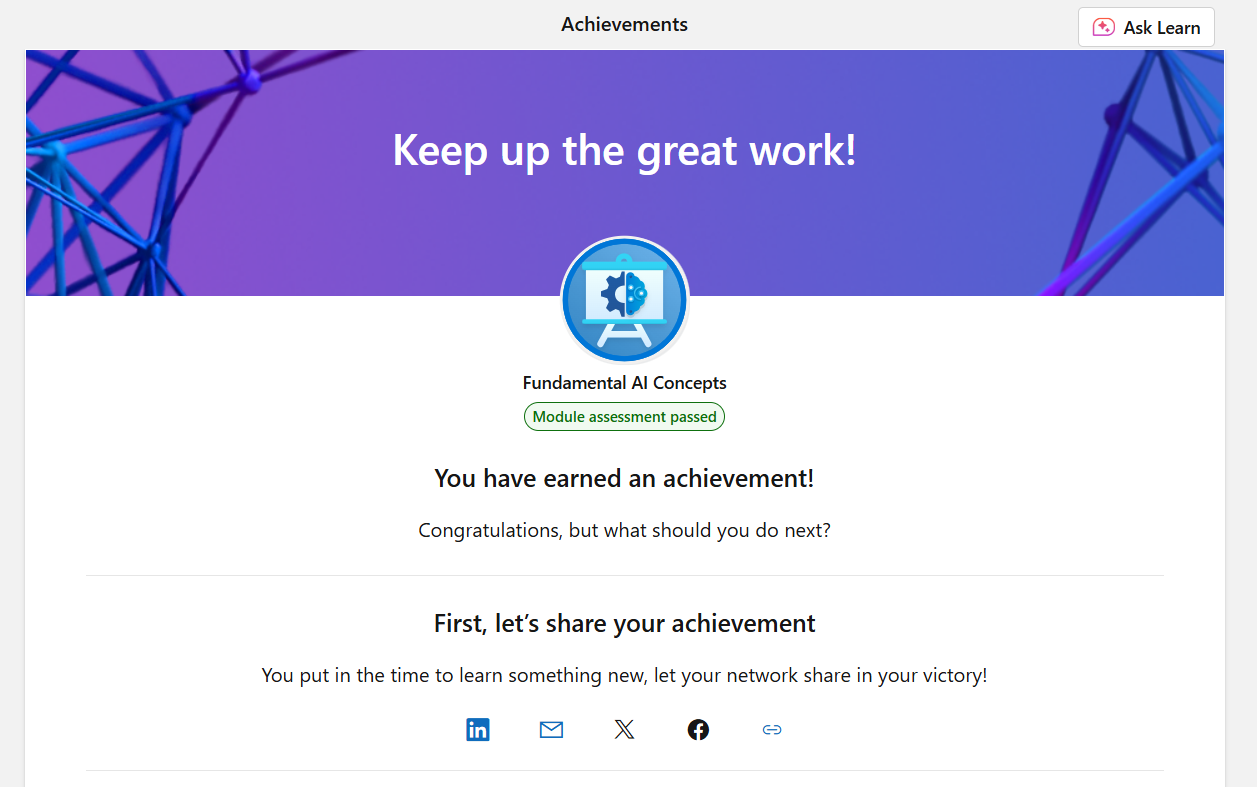 Achievements
Ask Learn
Keep up the great work!
Fundamental AI Concepts
Module assessment passed
You have earned an achievement!
Congratulations, but what should you do next?
First, let’s share your achievement
You put in the time to learn something new, let your network share in your victory!
in